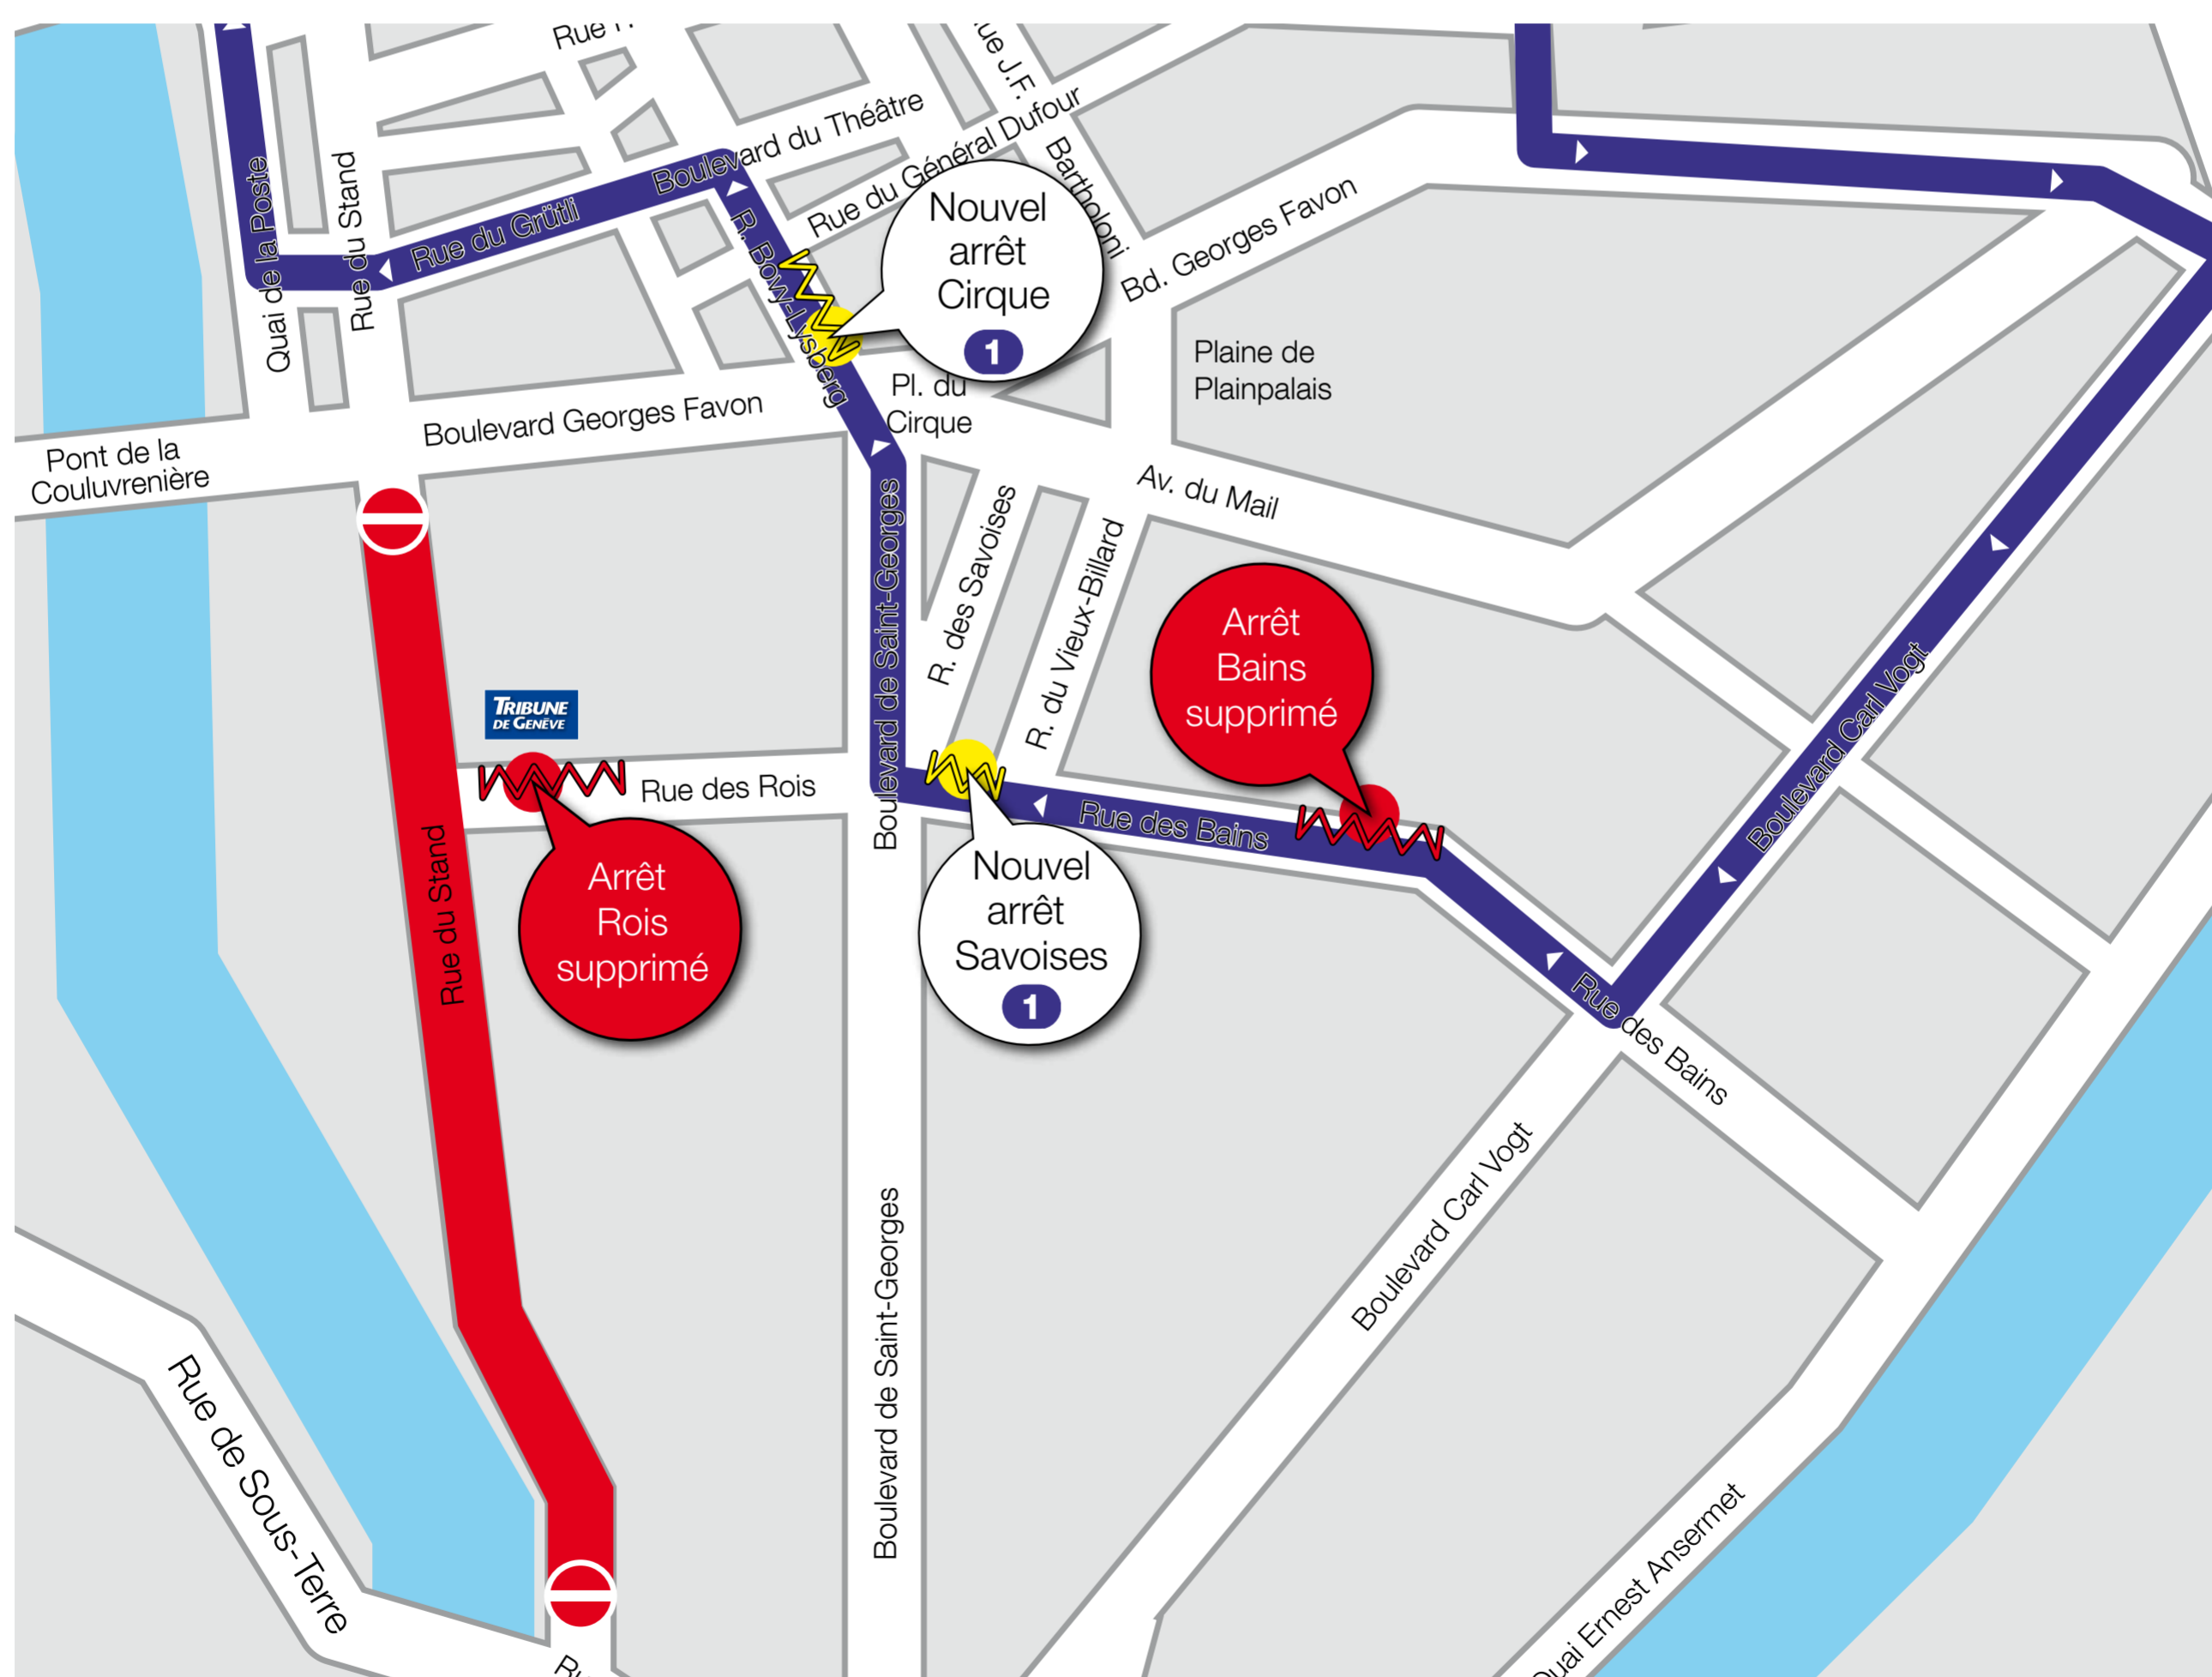 Boulevard du Théâtre
Rue du Général Dufour
Rue J.F.
Bartholoni
Bd. Georges Favon
Quai de la Poste
Rue du Stand
Rue du Grütli
R. Bovy-Lysberg
Nouvel
arrêt
Cirque
1
Plaine de
Plainpalais
Pl. du
Cirque
Boulevard Georges Favon
Pont de la
Couluvrenière
Av. du Mail
Boulevard de Saint-Georges
R. des Savoises
R. du Vieux-Billard
Arrêt
Bains
supprimé
Boulevard Carl Vogt
TRIBUNE
DE GENÈVE
Rue des Rois
Rue des Bains
Arrêt
Rois
supprimé
Nouvel
arrêt
Savoises
1
Rue du Stand
Rue des Bains
Boulevard Carl Vogt
Boulevard de Saint-Georges
Rue de Sous-Terre
Quai Ernest Ansermet